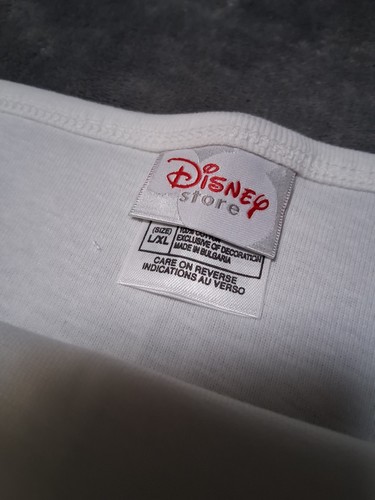 Disney
store
(SIZE)
L/XL
EXCLUSIVE OF DECORATION
MADE IN BULGARIA
CARE ON REVERSE
INDICATIONS AU VERSO